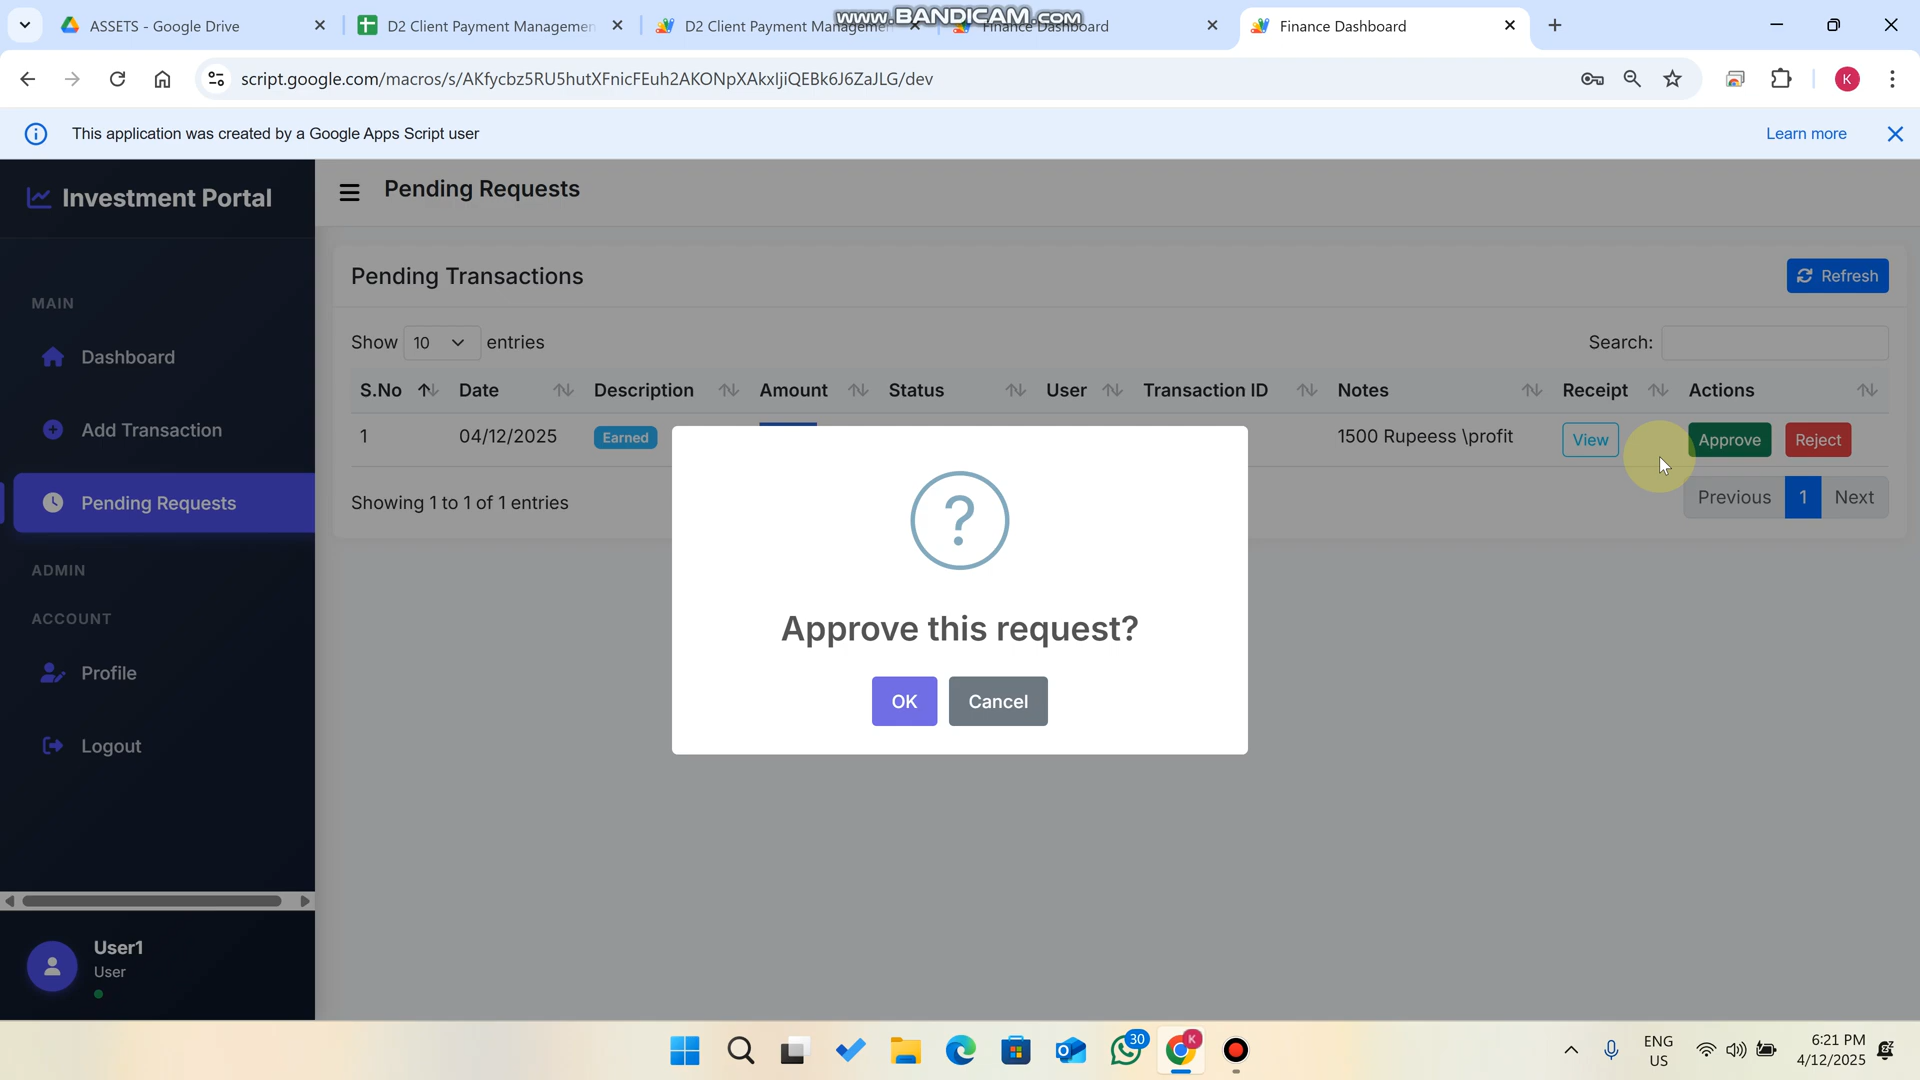 ASSETS - Google Drive
D2 Client Payment Managemen
D2 Client Payment Manageme
Finance Dashboard
Finance Dashboard
www.BANDICAM.com
script.google.com/macros/s/AKfycbz5RU5hutXFnicFEuh2AKONpXAkxIjiQEBk6J6ZaJLG/dev
K
This application was created by a Google Apps Script user
Learn more
Investment Portal
Pending Requests
Pending Transactions
Refresh
MAIN
Dashboard
Add Transaction
Pending Requests
ADMIN
ACCOUNT
Profile
Logout
Show 10 entries
Search:
S.No Date Description Amount Status User Transaction ID Notes Receipt Actions
1 04/12/2025 Earned 1500 Rupeess \profit View Approve Reject
Showing 1 to 1 of 1 entries
Previous 1 Next
?
Approve this request?
OK
Cancel
User1
User
30
K
ENG
US
6:21 PM
4/12/2025